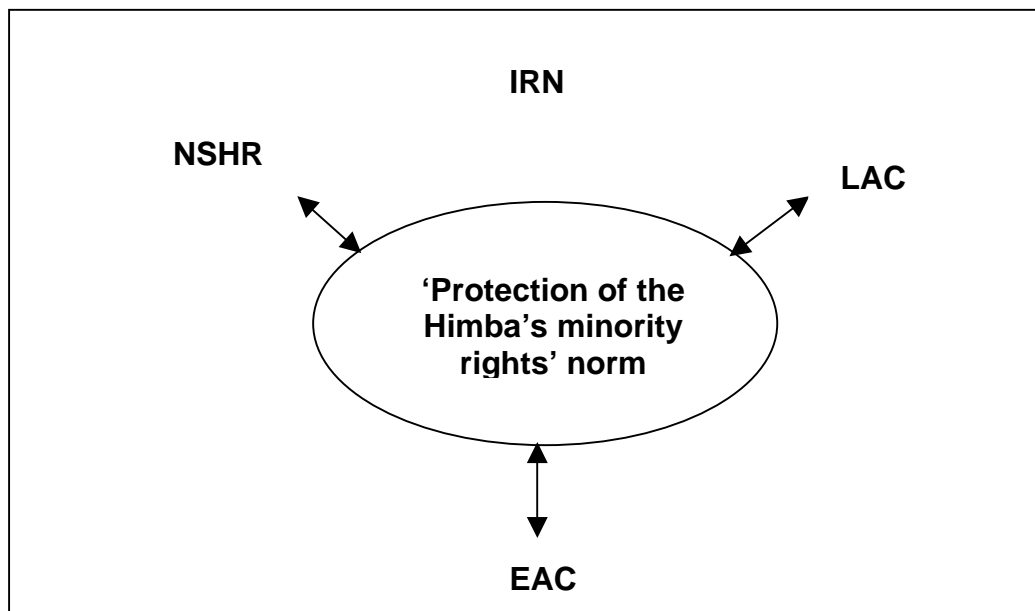 IRN
NSHR
LAC
‘Protection of the
Himba’s minority
rights’ norm
EAC